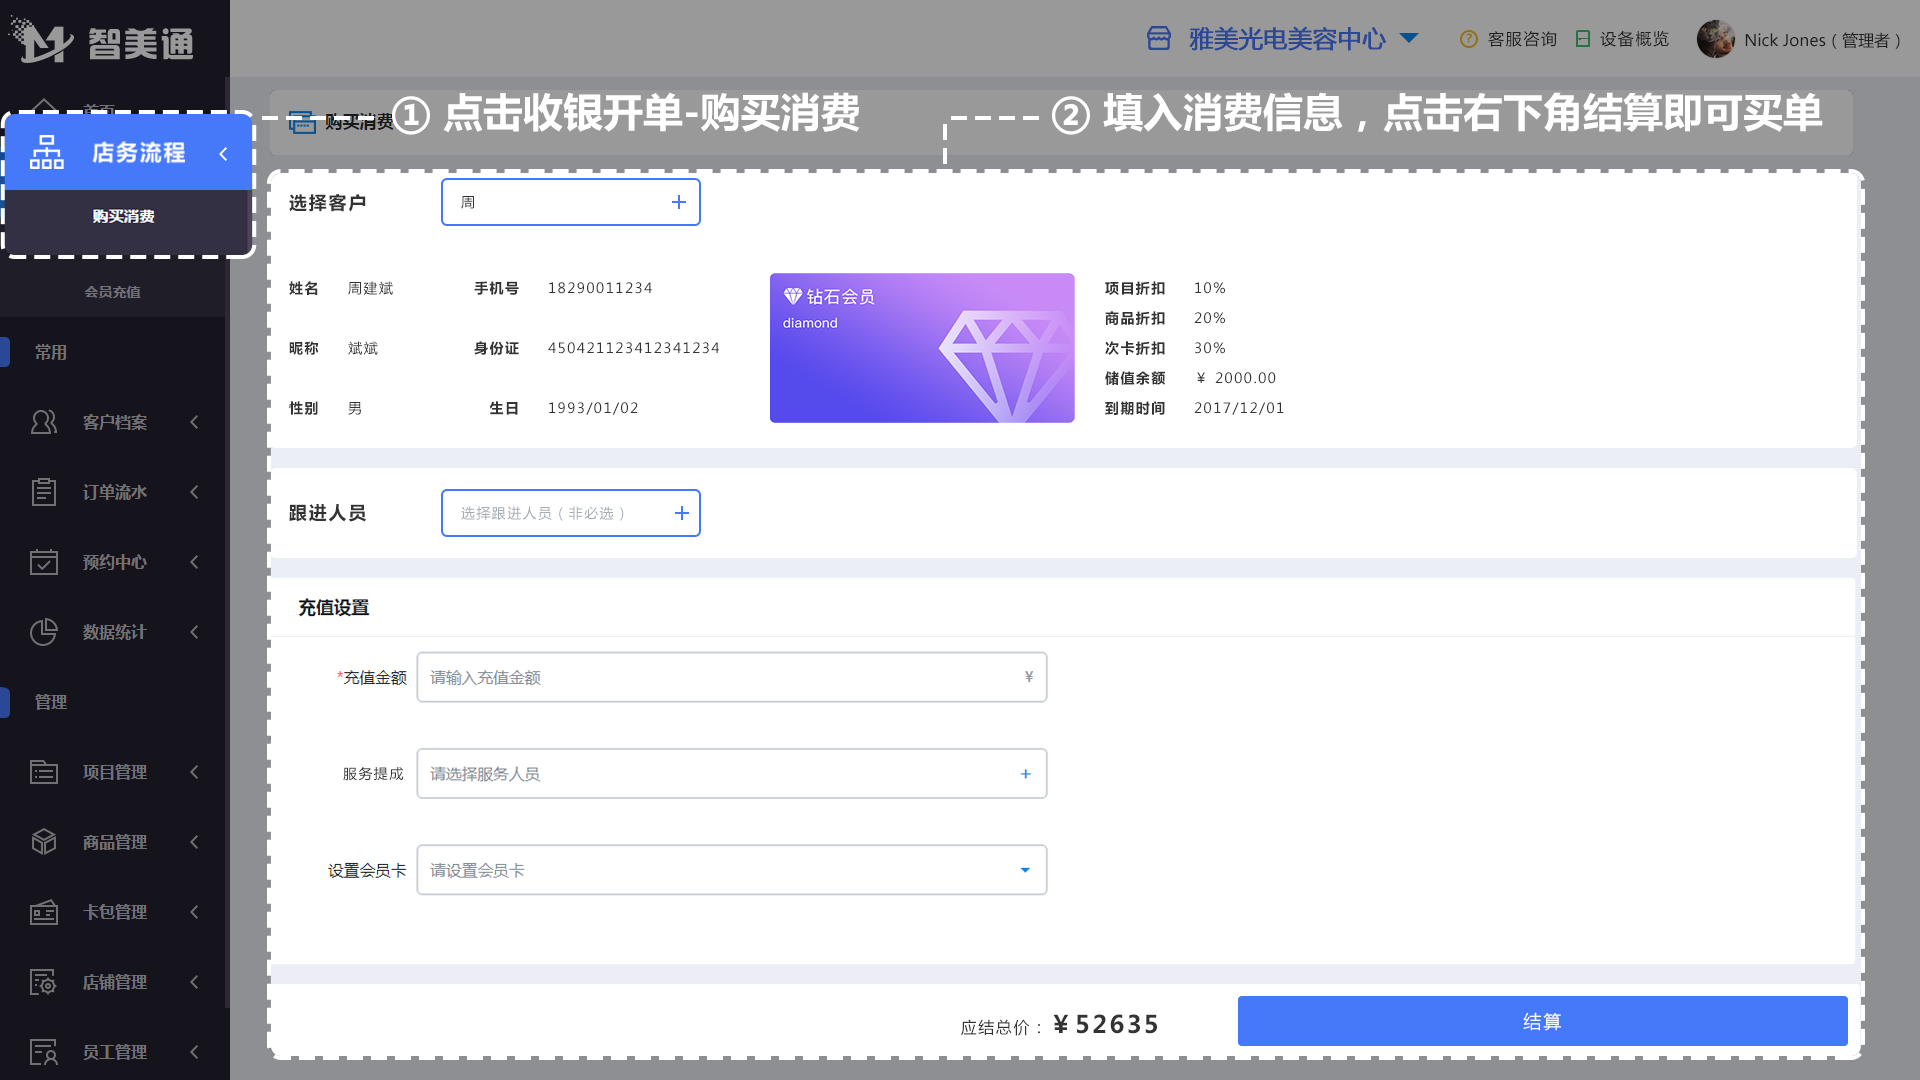 智美通
雅美光电美容中心
客服咨询
设备概览
Nick Jones（管理者）
首页
① 点击收银开单-购买消费
② 填入消费信息，点击右下角结算即可买单
购买消费
店务流程
购买消费
会员充值
常用
客户档案
订单流水
预约中心
数据统计
管理
项目管理
商品管理
卡包管理
店铺管理
员工管理
选择客户
周
姓名 周建斌 手机号 18290011234
昵称 斌斌 身份证 450421123412341234
性别 男 生日 1993/01/02
钻石会员
diamond
项目折扣 10%
商品折扣 20%
次卡折扣 30%
储值余额 ¥ 2000.00
到期时间 2017/12/01
跟进人员
选择跟进人员（非必选）
充值设置
*充值金额 请输入充值金额 ¥
服务提成 请选择服务人员
设置会员卡 请设置会员卡
应结总价：¥52635
结算